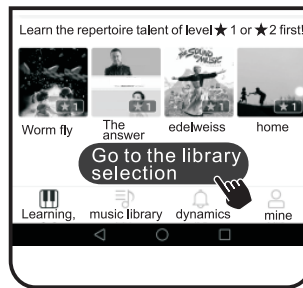 Learn the repertoire talent of level ★ 1 or ★ 2 first!
THE SOUND
OF MUSIC
★ 1 ★ 1 ★ 1 ★ 1
Worm fly The answer edelweiss home
Go to the library
selection
Learning, music library dynamics mine